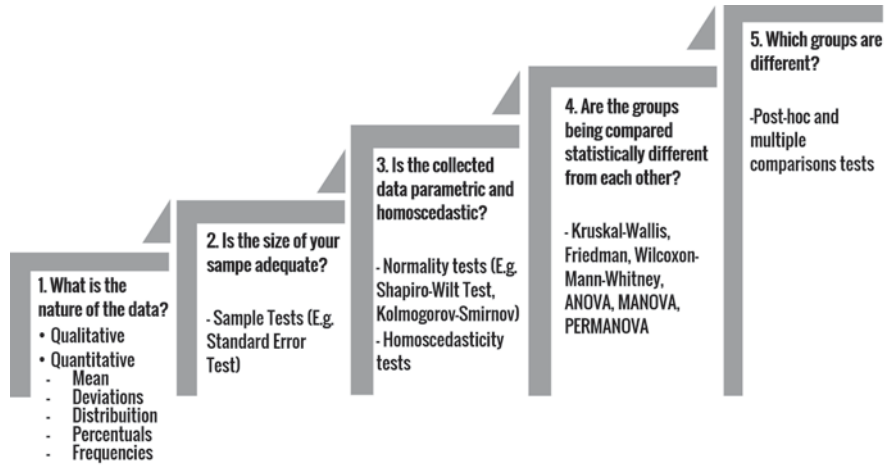 1. What is the
nature of the data?
• Qualitative
• Quantitative
- Mean
- Deviations
- Distribuition
- Percentuals
- Frequencies
2. Is the size of your
sampe adequate?
- Sample Tests (E.g.
Standard Error
Test)
3. Is the collected
data parametric and
homoscedastic?
- Normality tests (E.g.
Shapiro-Wilt Test,
Kolmogorov-Smirnov)
- Homoscedasticity
tests
4. Are the groups
being compared
statistically different
from each other?
- Kruskal-Wallis,
Friedman, Wilcoxon-
Mann-Whitney,
ANOVA, MANOVA,
PERMANOVA
5. Which groups are
different?
-Post-hoc and
multiple
comparisons tests